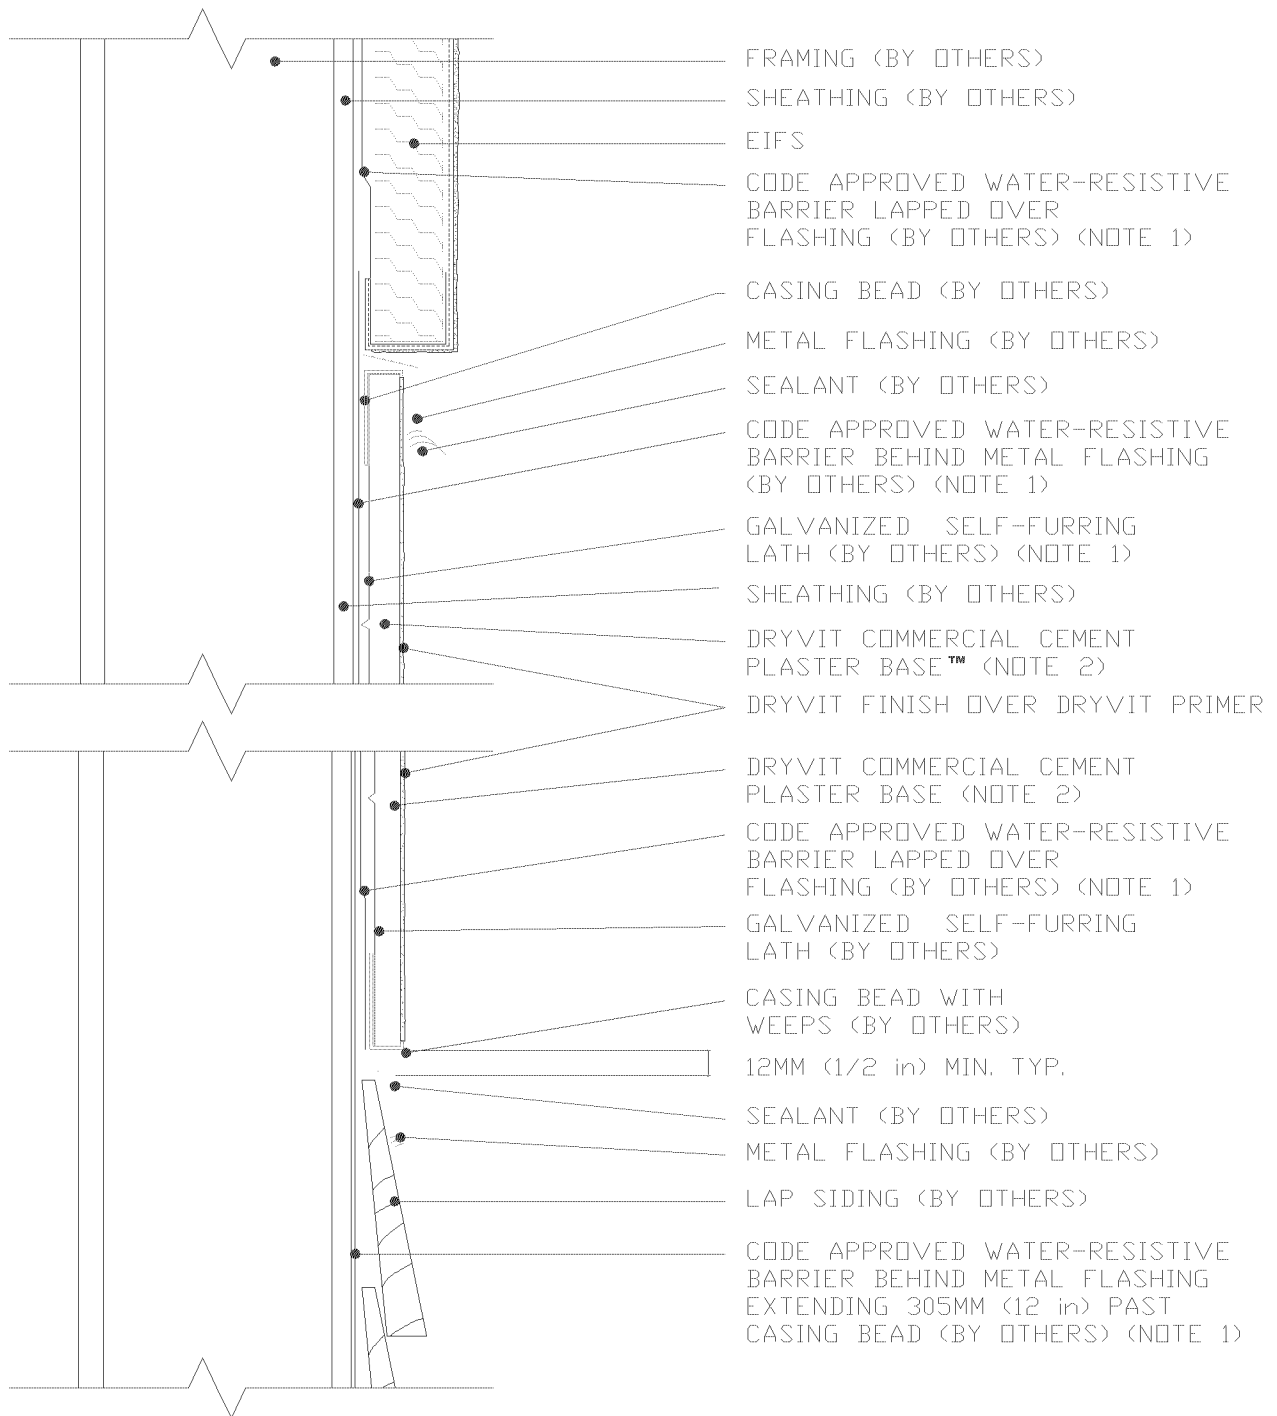 FRAMING (BY OTHERS)
SHEATHING (BY OTHERS)
EIFS
CODE APPROVED WATER-RESISTIVE
BARRIER LAPPED OVER
FLASHING (BY OTHERS) (NOTE 1)
CASING BEAD (BY OTHERS)
METAL FLASHING (BY OTHERS)
SEALANT (BY OTHERS)
CODE APPROVED WATER-RESISTIVE
BARRIER BEHIND METAL FLASHING
(BY OTHERS) (NOTE 1)
GALVANIZED SELF-FURRING
LATH (BY OTHERS) (NOTE 1)
SHEATHING (BY OTHERS)
DRYVIT COMMERCIAL CEMENT
PLASTER BASE™ (NOTE 2)
DRYVIT FINISH OVER DRYVIT PRIMER
DRYVIT COMMERCIAL CEMENT
PLASTER BASE (NOTE 2)
CODE APPROVED WATER-RESISTIVE
BARRIER LAPPED OVER
FLASHING (BY OTHERS) (NOTE 1)
GALVANIZED SELF-FURRING
LATH (BY OTHERS)
CASING BEAD WITH
WEEPS (BY OTHERS)
12MM (1/2 in) MIN. TYP.
SEALANT (BY OTHERS)
METAL FLASHING (BY OTHERS)
LAP SIDING (BY OTHERS)
CODE APPROVED WATER-RESISTIVE
BARRIER BEHIND METAL FLASHING
EXTENDING 305MM (12 in) PAST
CASING BEAD (BY OTHERS) (NOTE 1)